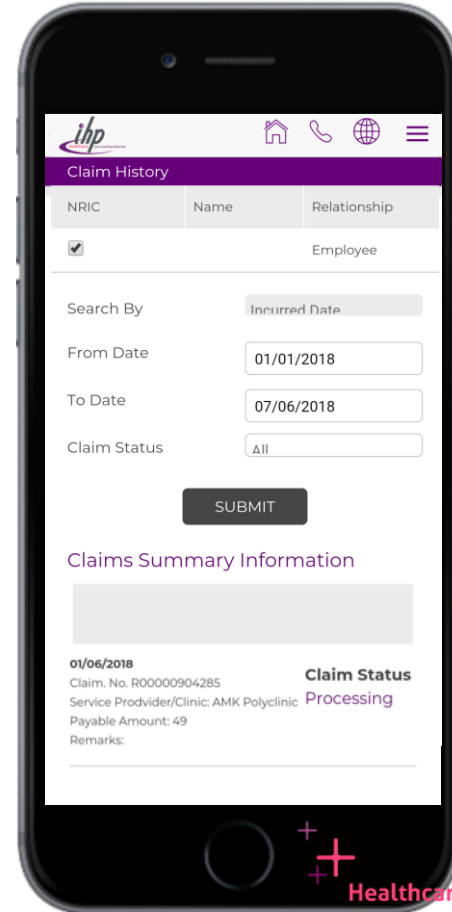 ihp
Claim History
NRIC Name Relationship
Employee
Search By Incurred Date
From Date 01/01/2018
To Date 07/06/2018
Claim Status All
SUBMIT
Claims Summary Information
01/06/2018
Claim. No. R00000904285
Service Prodvider/Clinic: AMK Polyclinic
Payable Amount: 49
Remarks:
Claim Status
Processing
Healthcar